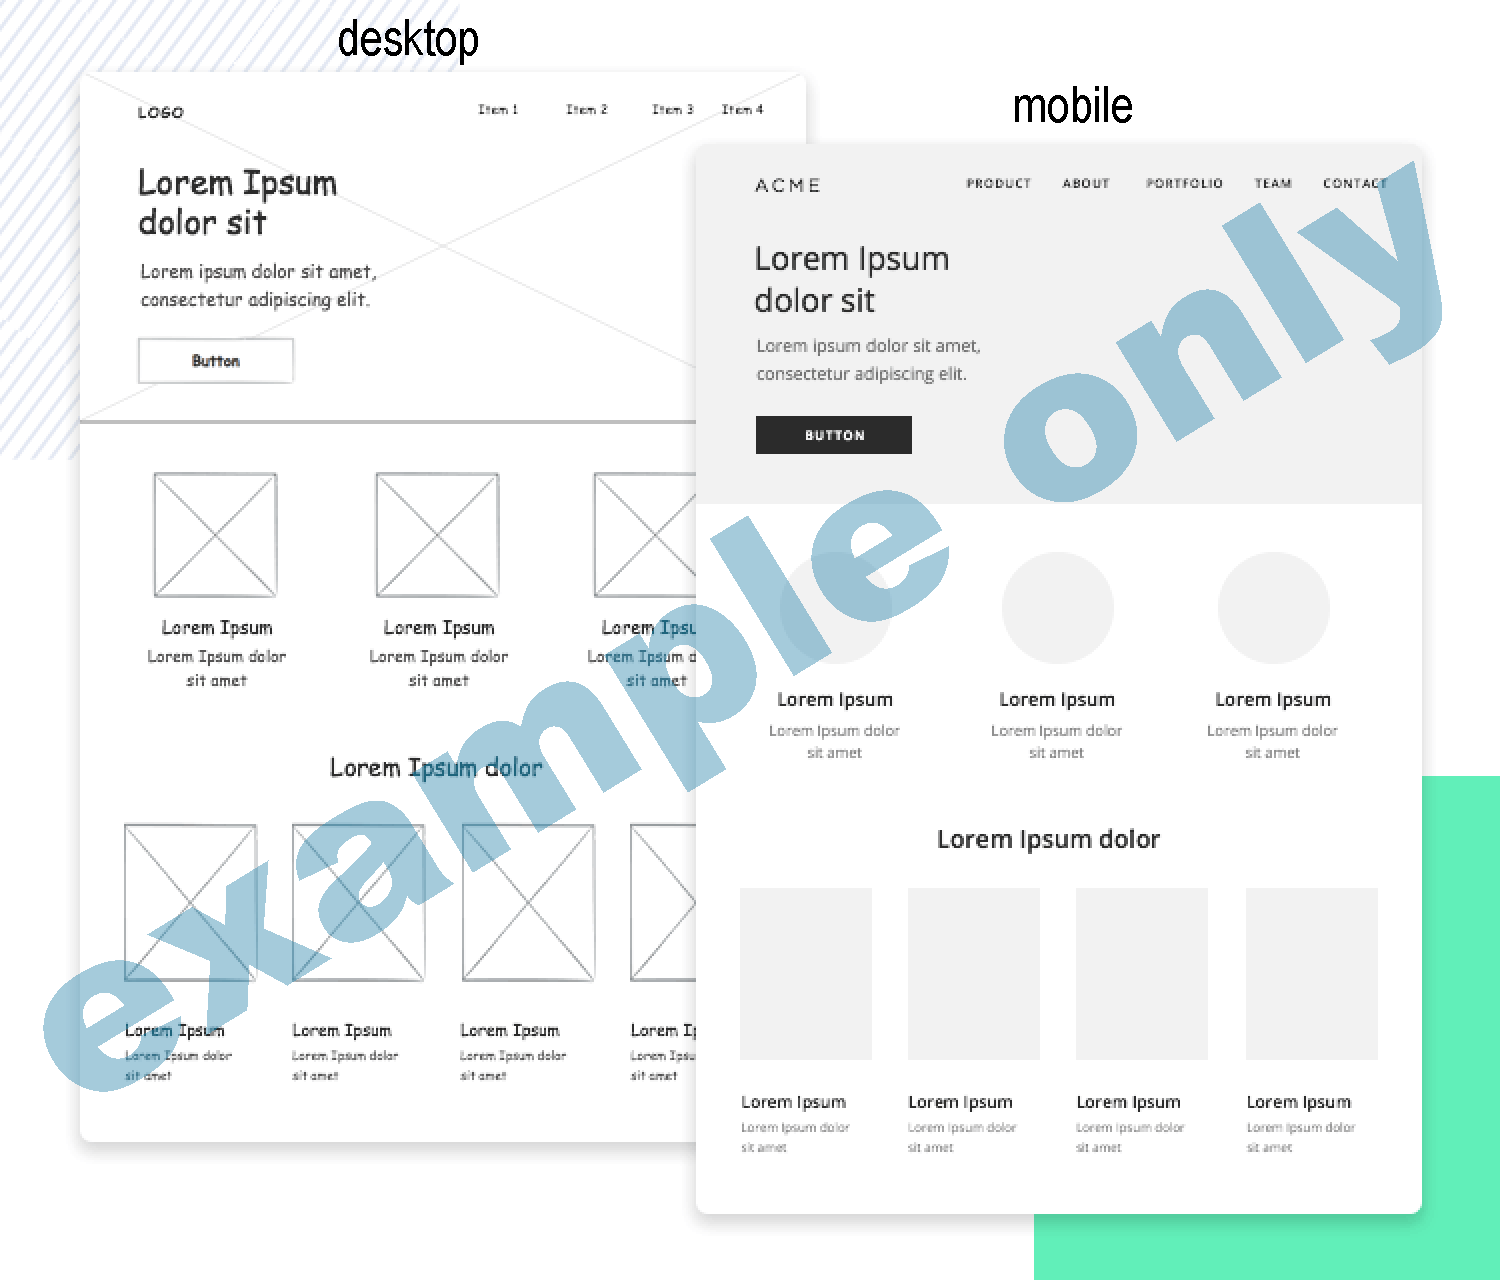 desktop
LOGO
Item 1
Item 2
Item 3
Item 4
Lorem Ipsum
dolor sit
Lorem ipsum dolor sit amet,
consectetur adipiscing elit.
Button
Lorem Ipsum
Lorem Ipsum dolor
sit amet
Lorem Ipsum
Lorem Ipsum dolor
sit amet
Lorem Ipsu
Lorem Ipsum d
sit amet
Lorem Ipsum dolor
Lorem Ipsum
Lorem Ipsum dolor
sit amet
Lorem Ipsum
Lorem Ipsum dolor
sit amet
Lorem Ipsum
Lorem Ipsum dolor
sit amet
Lorem Ip
Lorem Ipsu
sit amet
mobile
ACME
PRODUCT
ABOUT
PORTFOLIO
TEAM
CONTACT
Lorem Ipsum
dolor sit
Lorem ipsum dolor sit amet,
consectetur adipiscing elit.
BUTTON
Lorem Ipsum
Lorem Ipsum dolor
sit amet
Lorem Ipsum
Lorem Ipsum dolor
sit amet
Lorem Ipsum
Lorem Ipsum dolor
sit amet
Lorem Ipsum dolor
Lorem Ipsum
Lorem Ipsum dolor
sit amet
Lorem Ipsum
Lorem Ipsum dolor
sit amet
Lorem Ipsum
Lorem Ipsum dolor
sit amet
Lorem Ipsum
Lorem Ipsum dolor
sit amet
example only